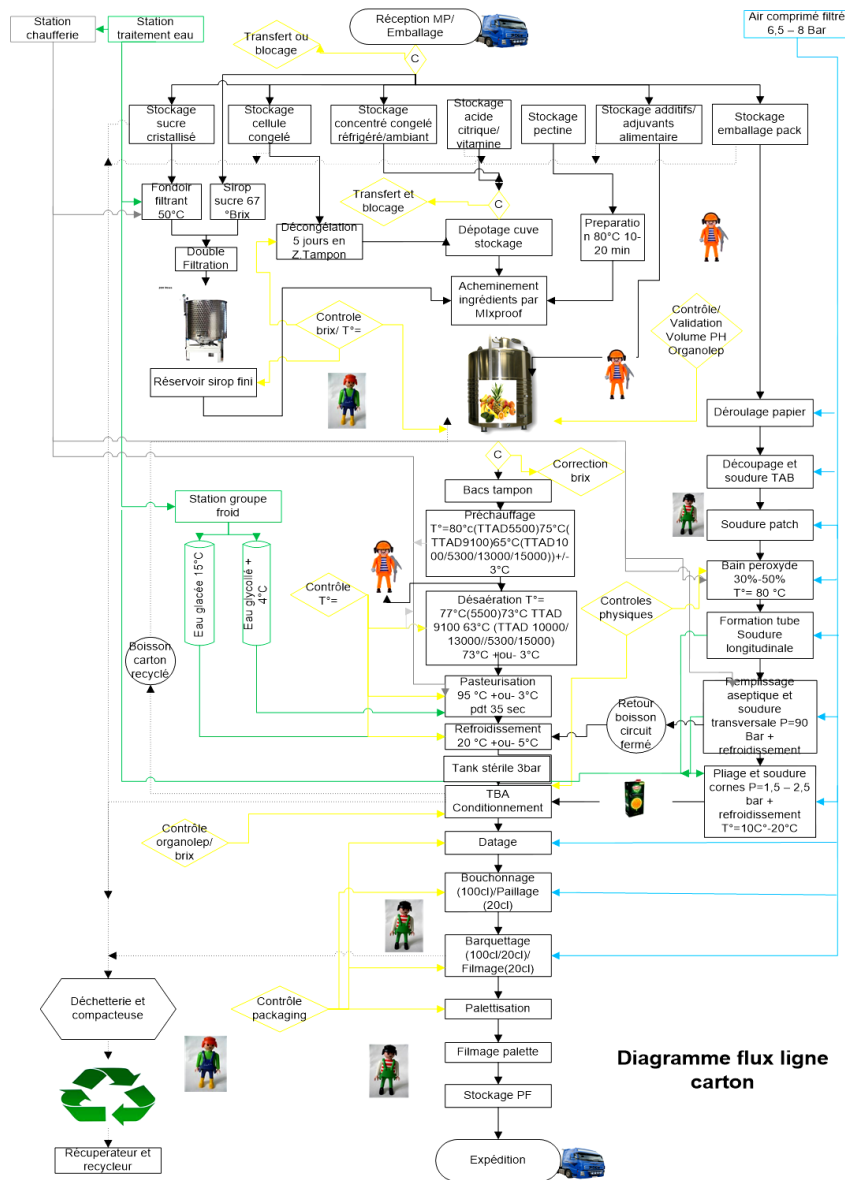 Station
chaufferie
Station
traitement eau
Réception MP/
Emballage
Air comprimé filtré
6,5 – 8 Bar
Transfert ou
blocage
C
Stockage
sucre
cristallisé
Stockage
cellule
congelé
Stockage
concentré congelé
réfrigéré/ambiant
Stockage
acide
citrique/
vitamine
Stockage
pectine
Stockage additifs/
adjuvants
alimentaire
Stockage
emballage pack
Fondoir
filtrant
50°C
Sirop
sucre 67
°Brix
Transfert et
blocage
C
Décongélation
5 jours en
Z.Tampon
Dépotage cuve
stockage
Preparatio
n 80°C 10-
20 min
Double
Filtration
Acheminement
ingrédients par
MIxproof
Controle
brix/ T°=
Contrôle/
Validation
Volume PH
Organolep
Réservoir sirop fini
Déroulage papier
C
Correction
brix
Découpage et
soudure TAB
Bacs tampon
Station groupe
froid
Préchauffage
T°=80°c(TTAD5500)75°C(
TTAD9100)65°C(TTAD10
00/5300/13000/15000))+/-
3°C
Soudure patch
Eau glacée 15°C
Eau glycollé +
4°C
Bain peroxyde
30%-50%
T°= 80 °C
Contrôle
T°=
Désaération T°=
77°C(5500)73°C TTAD
9100 63°C (TTAD 10000/
13000//5300/15000)
73°C +ou- 3°C
Controles
physiques
Formation tube
Soudure
longitudinale
Boisson
carton
recyclé
Pasteurisation
95 °C +ou- 3°C
pdt 35 sec
Retour
boisson
circuit
fermé
Remplissage
aseptique et
soudure
transversale P=90
Bar +
refroidissement
Refroidissement
20 °C +ou- 5°C
Tank stérile 3bar
Pliage et soudure
cornes P=1,5 – 2,5
bar +
refroidissement
T°=10C°-20°C
TBA
Conditionnement
Contrôle
organolep/
brix
Datage
Bouchonnage
(100cl)/Paillage
(20cl)
Barquettage
(100cl/20cl)/
Filmage(20cl)
Déchetterie et
compacteuse
Contrôle
packaging
Palettisation
Filmage palette
Diagramme flux ligne
carton
Stockage PF
Récuperateur et
recycleur
Expédition